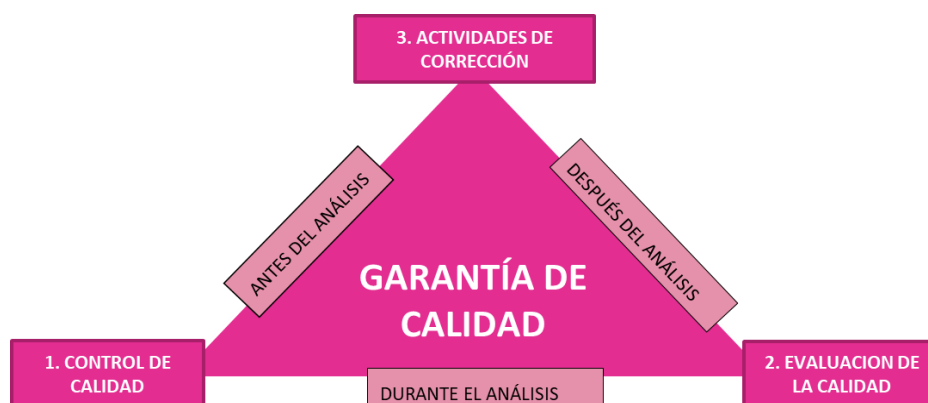 3. ACTIVIDADES DE
CORRECCIÓN
ANTES DEL ANÁLISIS
DESPUÉS DEL ANÁLISIS
GARANTÍA DE
CALIDAD
1. CONTROL DE
CALIDAD
DURANTE EL ANÁLISIS
2. EVALUACION DE
LA CALIDAD